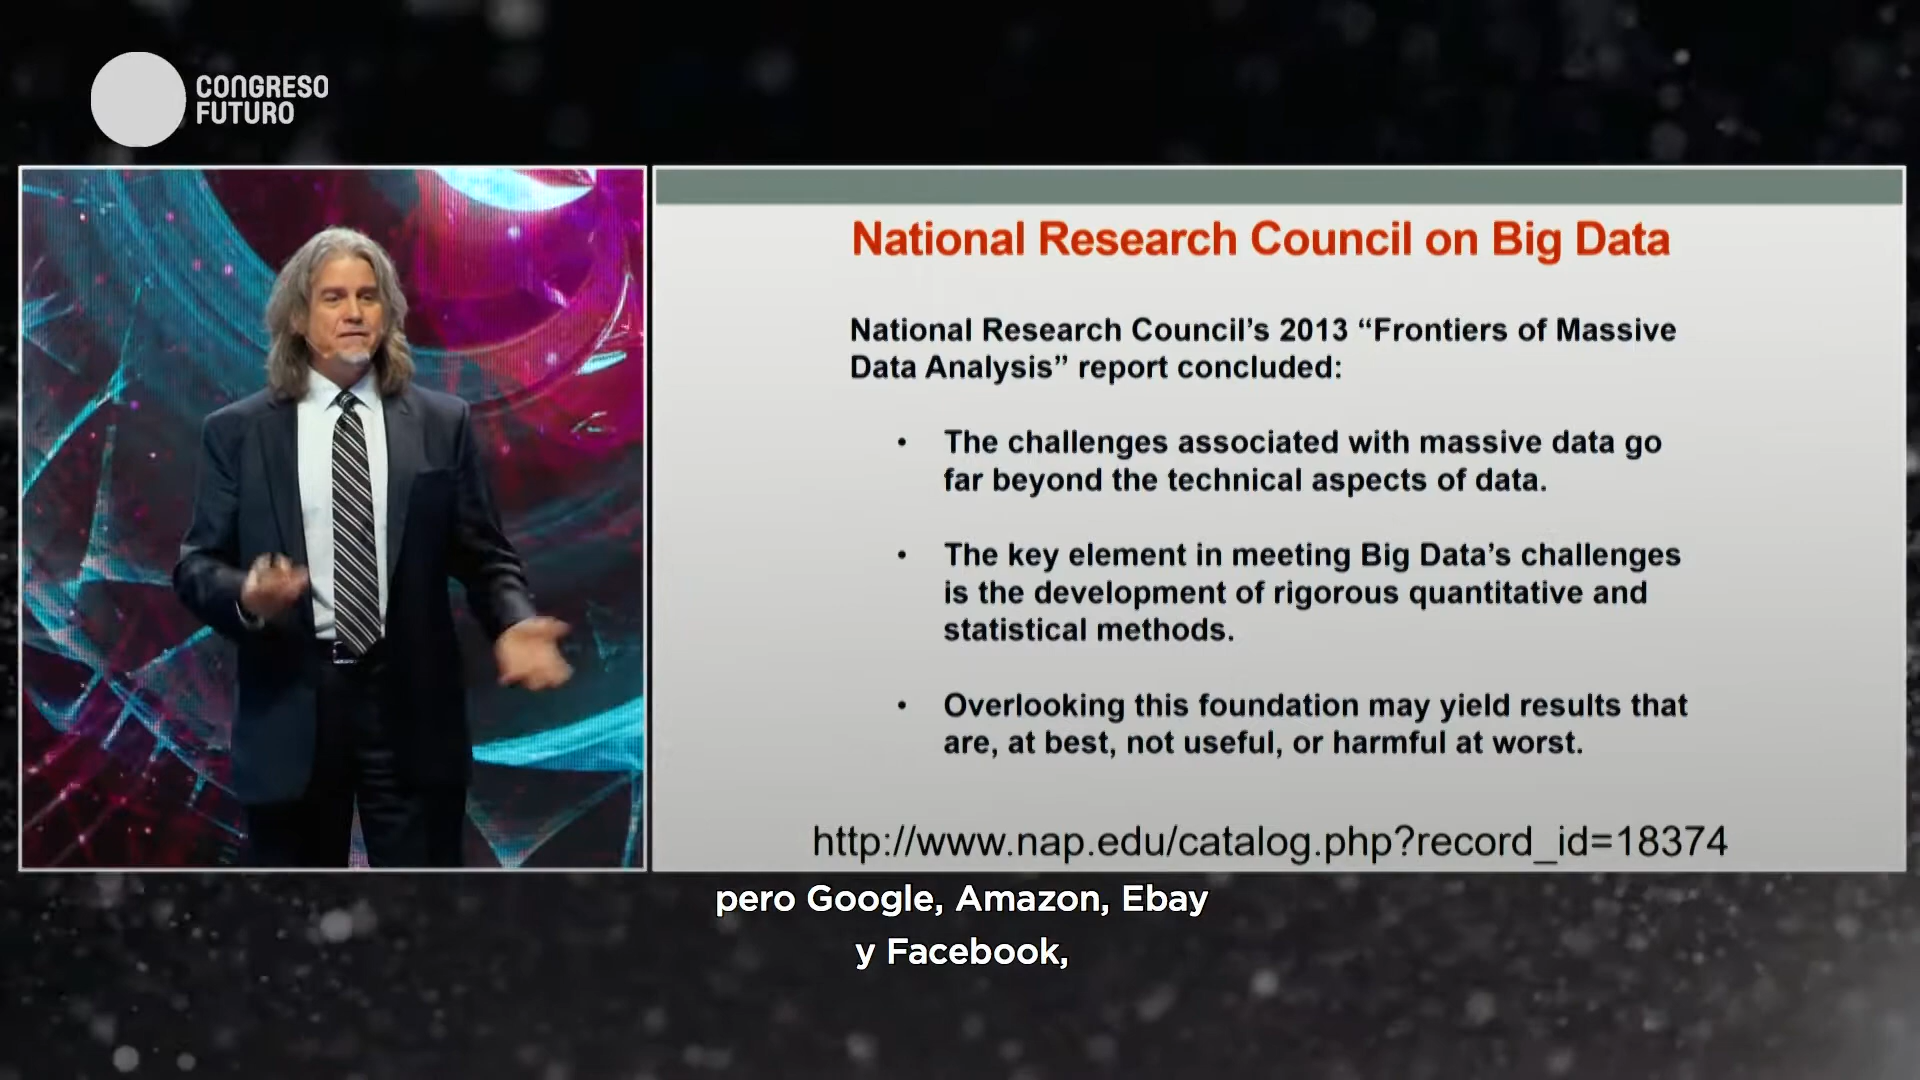 CONGRESO
FUTURO
National Research Council on Big Data
National Research Council's 2013 “Frontiers of Massive
Data Analysis” report concluded:
• The challenges associated with massive data go
far beyond the technical aspects of data.
• The key element in meeting Big Data's challenges
is the development of rigorous quantitative and
statistical methods.
• Overlooking this foundation may yield results that
are, at best, not useful, or harmful at worst.
http://www.nap.edu/catalog.php?record_id=18374
pero Google, Amazon, Ebay
y Facebook,